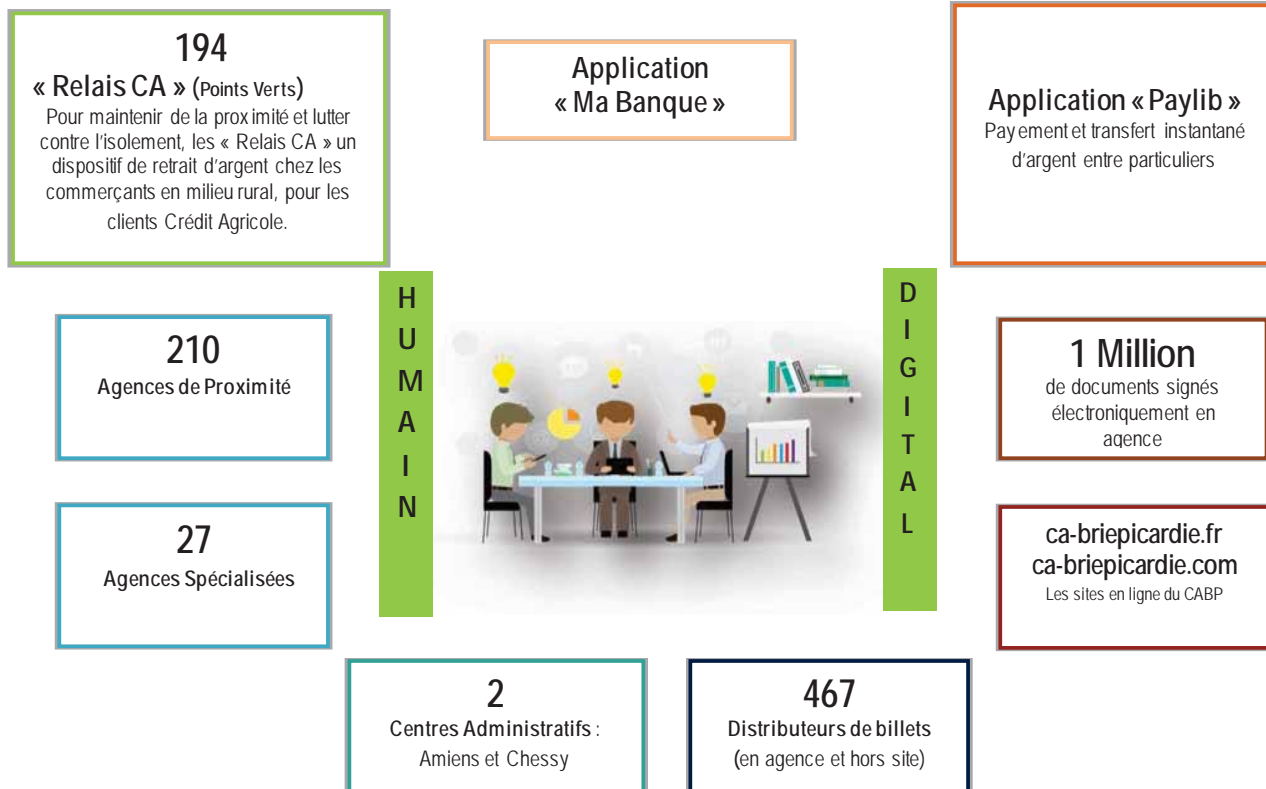 194
« Relais CA » (Points Verts)
Pour maintenir de la proximité et lutter
contre l'isolement, les « Relais CA » un
dispositif de retrait d'argent chez les
commerçants en milieu rural, pour les
clients Crédit Agricole.
Application
« Ma Banque »
Application « Paylib »
Payement et transfert instantané
d'argent entre particuliers
H
U
M
A
I
N
D
I
G
I
T
A
L
210
Agences de Proximité
1 Million
de documents signés
électroniquement en
agence
27
Agences Spécialisées
ca-briepicardie.fr
ca-briepicardie.com
Les sites en ligne du CABP
2
Centres Administratifs :
Amiens et Chessy
467
Distributeurs de billets
(en agence et hors site)